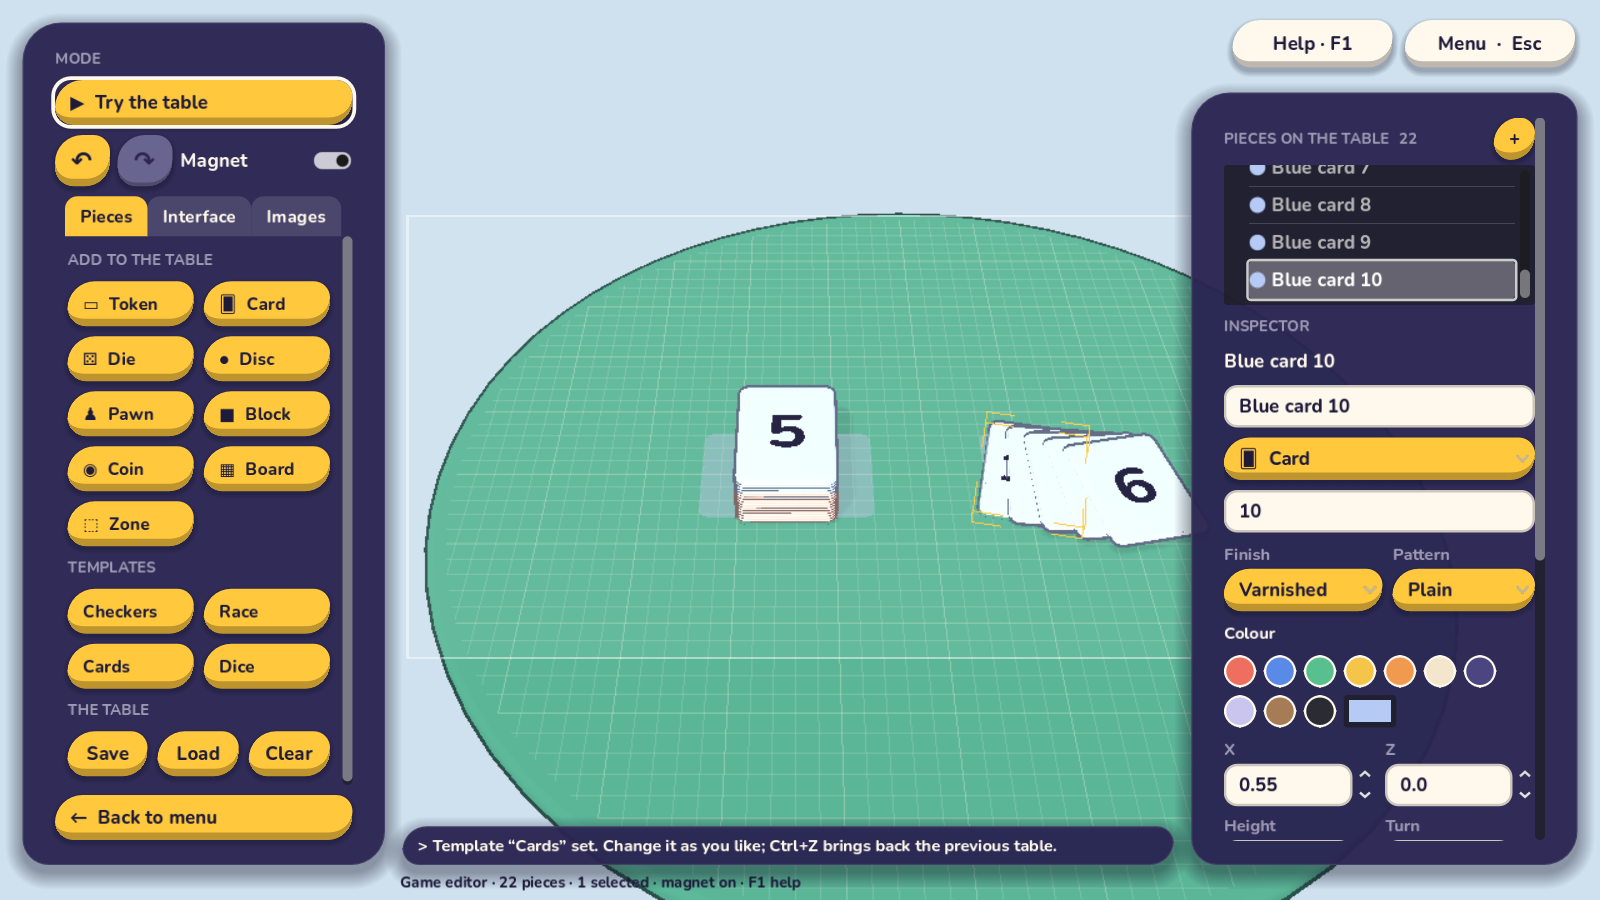 MODE
▶ Try the table
↶ ↷ Magnet
Pieces Interface Images
ADD TO THE TABLE
Token Card
Die Disc
Pawn Block
Coin Board
Zone
TEMPLATES
Checkers Race
Cards Dice
THE TABLE
Save Load Clear
← Back to menu
5
1
6
> Template “Cards” set. Change it as you like; Ctrl+Z brings back the previous table.
Game editor · 22 pieces · 1 selected · magnet on · F1 help
Help · F1
Menu · Esc
PIECES ON THE TABLE 22
+
Blue card 7
Blue card 8
Blue card 9
Blue card 10
INSPECTOR
Blue card 10
Blue card 10
Card
10
Finish Pattern
Varnished Plain
Colour
X Z
0.55 0.0
Height Turn